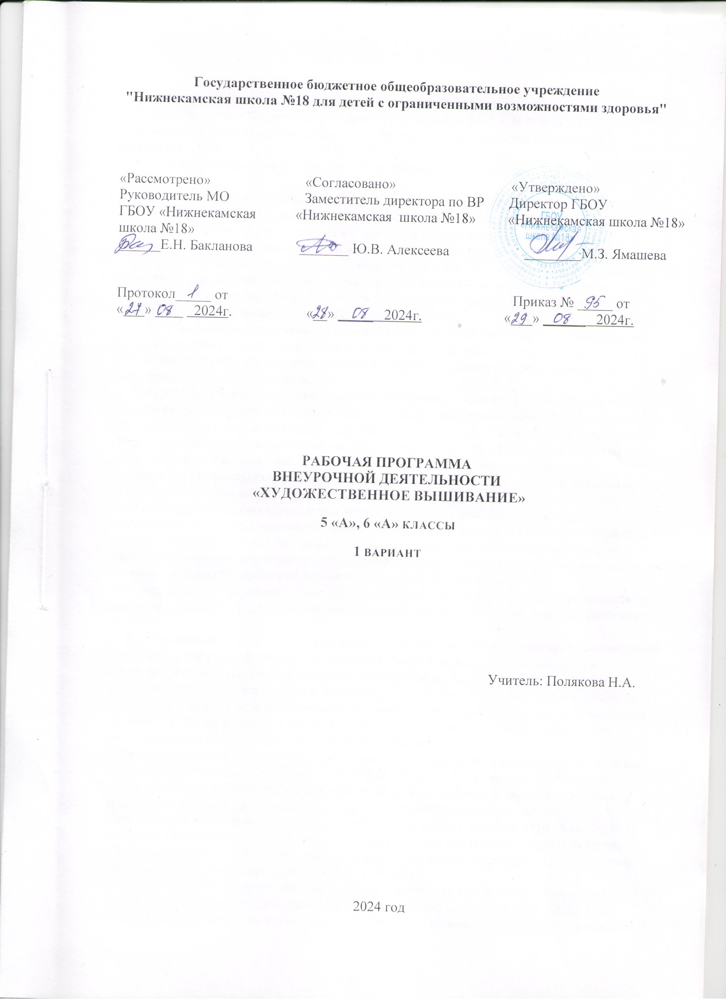 Государственное бюджетное общеобразовательное учреждение
"Нижнекамская школа №18 для детей с ограниченными возможностями здоровья"
«Рассмотрено»
Руководитель МО
ГБОУ «Нижнекамская
школа №18»
Е.Н. Бакланова
Протокол 1 от
«27» 08 2024г.
«Согласовано»
Заместитель директора по ВР
«Нижнекамская школа №18»
Ю.В. Алексеева
«28» 08 2024г.
«Утверждено»
Директор ГБОУ
«Нижнекамская школа №18»
М.З. Ямашева
Приказ № 95 от
«29» 08 2024г.
ГБОУ
«Нижнекамская
школа №18»
ИНН 1651004938
РАБОЧАЯ ПРОГРАММА
ВНЕУРОЧНОЙ ДЕЯТЕЛЬНОСТИ
«ХУДОЖЕСТВЕННОЕ ВЫШИВАНИЕ»
5 «А», 6 «А» КЛАССЫ
1 ВАРИАНТ
Учитель: Полякова Н.А.
2024 год